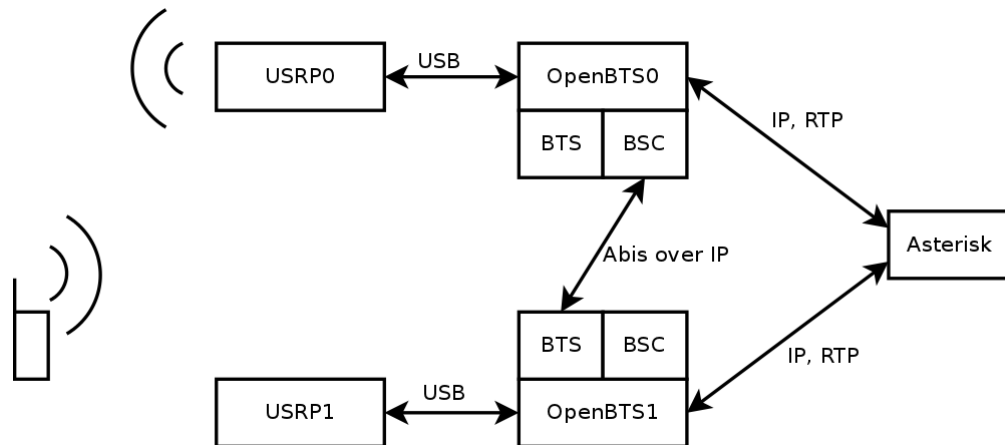 USRP0
USB
OpenBTS0
BTS
BSC
IP, RTP
Abis over IP
Asterisk
BTS
BSC
IP, RTP
USRP1
USB
OpenBTS1